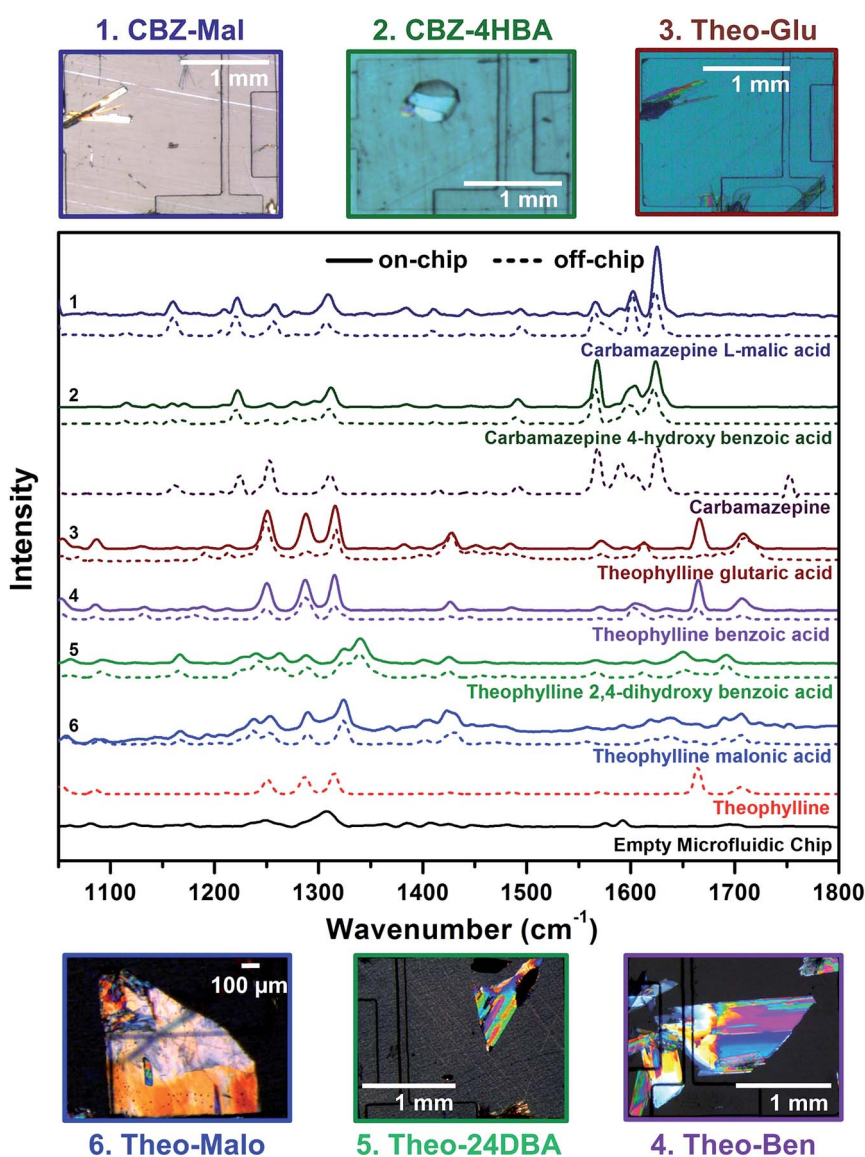 1. CBZ-Mal
2. CBZ-4HBA
3. Theo-Glu
1 mm
1 mm
1 mm
on-chip
off-chip
1
Carbamazepine L-malic acid
2
Carbamazepine 4-hydroxy benzoic acid
Carbamazepine
3
Theophylline glutaric acid
4
Theophylline benzoic acid
5
Theophylline 2,4-dihydroxy benzoic acid
6
Theophylline malonic acid
Theophylline
Empty Microfluidic Chip
Intensity
1100 1200 1300 1400 1500 1600 1700 1800
Wavenumber (cm⁻¹)
100 µm
1 mm
1 mm
6. Theo-Malo
5. Theo-24DBA
4. Theo-Ben